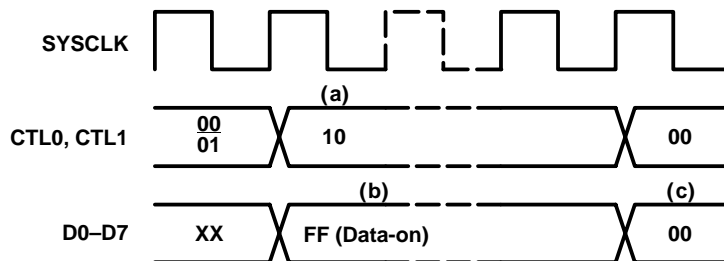 SYSCLK
(a)
CTL0, CTL1
00
01
10
00
(b)
(c)
D0–D7
XX
FF (Data-on)
00